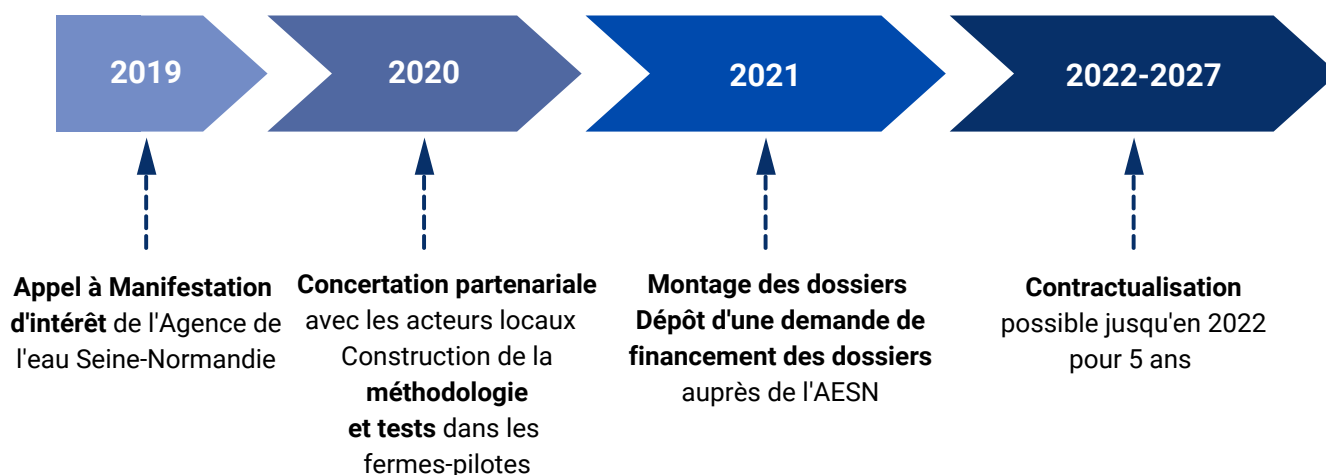 2019
2020
2021
2022-2027
Appel à Manifestation
d'intérêt de l'Agence de
l'eau Seine-Normandie
Concertation partenariale
avec les acteurs locaux
Construction de la
méthodologie
et tests dans les
fermes-pilotes
Montage des dossiers
Dépôt d'une demande de
financement des dossiers
auprès de l'AESN
Contractualisation
possible jusqu'en 2022
pour 5 ans